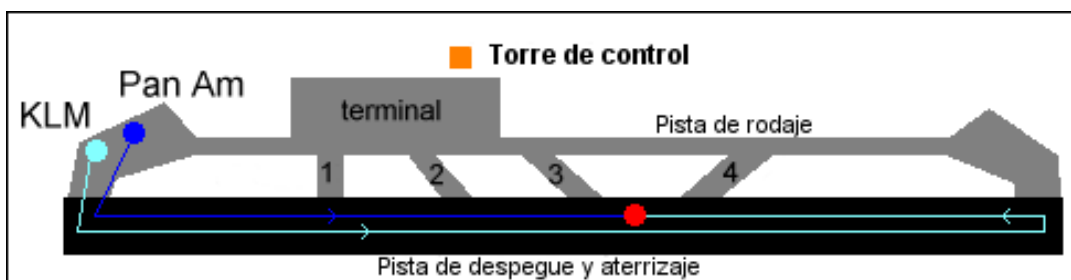 Torre de control
Pan Am
KLM
terminal
Pista de rodaje
1
2
3
4
Pista de despegue y aterrizaje